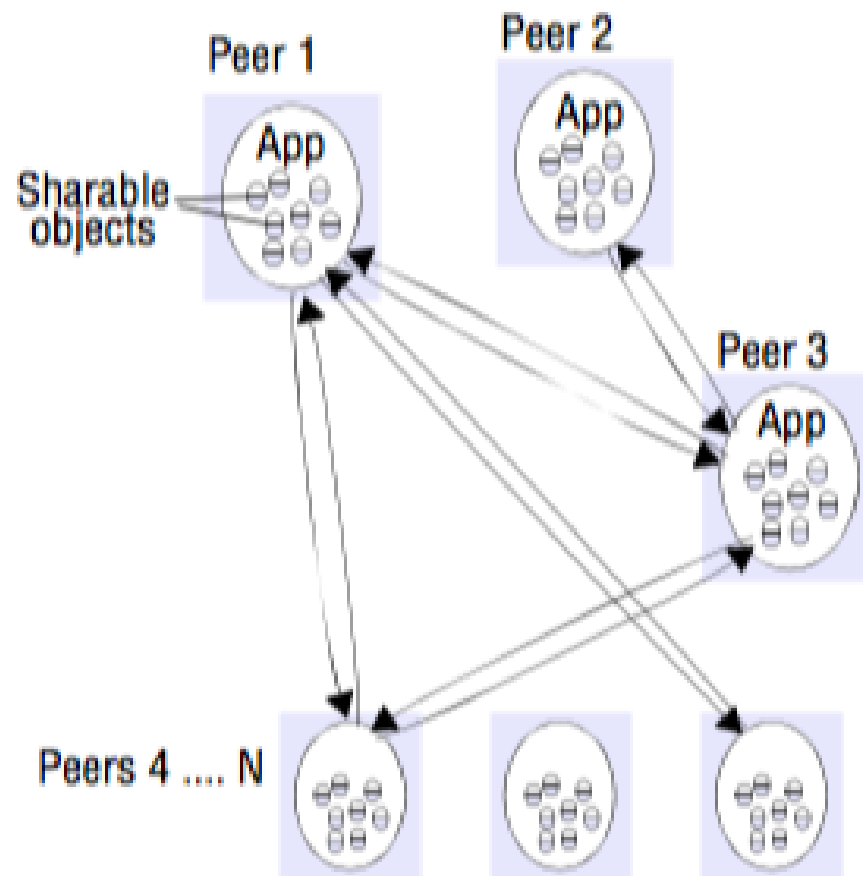 Peer 1
Peer 2
App
App
Sharable
objects
Peer 3
App
Peers 4 .... N